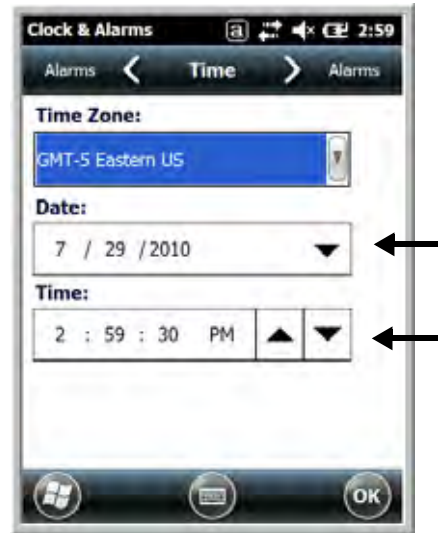 Clock & Alarms a 2:59
Alarms Time Alarms
Time Zone:
GMT-5 Eastern US
Date:
7 / 29 / 2010
Time:
2 : 59 : 30 PM
OK